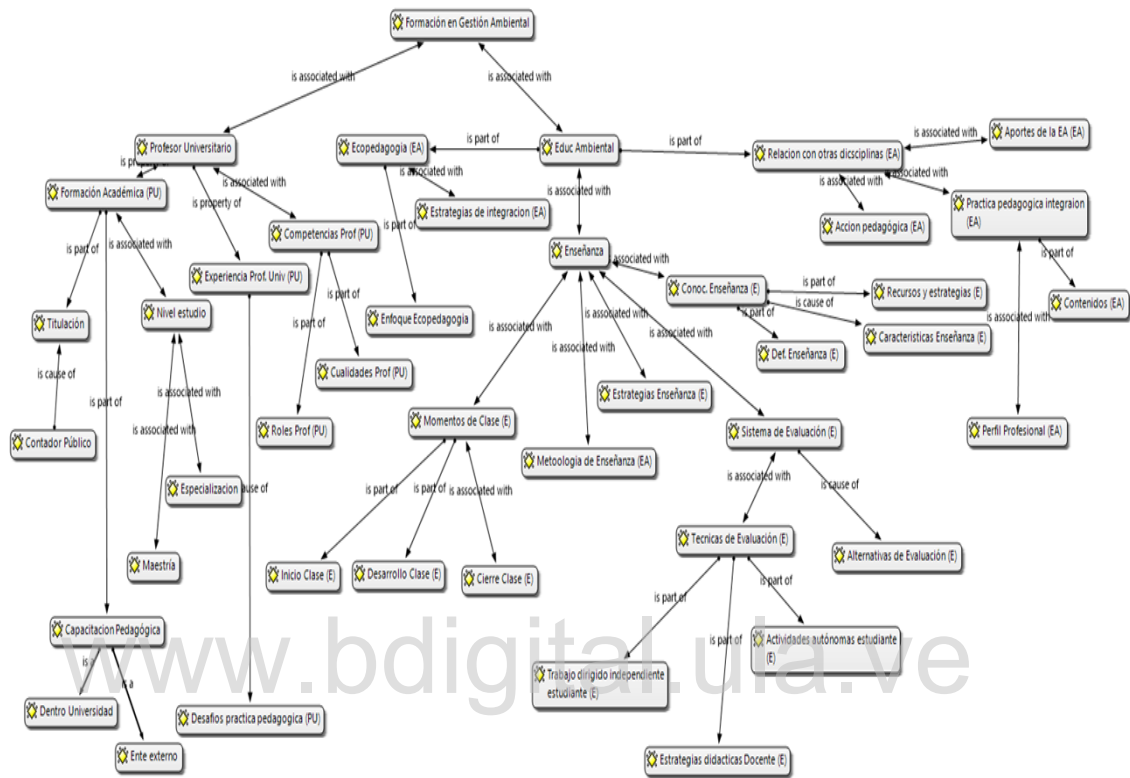 Formación en Gestión Ambiental
is associated with
is associated with
Profesor Universitario
Ecopedagogia (EA)
is part of
Educ Ambiental
is part of
Relacion con otras dicsciplinas (EA)
is associated with
Aportes de la EA (EA)
is associated with
is associated with
Formación Académica (PU)
is associated with
is property of
Estrategias de integracion (EA)
is associated with
is associated with
Accion pedagógica (EA)
Practica pedagogica integraion
(EA)
is part of
is associated with
Competencias Prof (PU)
is part of
Enseñanza
is associated with
is part of
Experiencia Prof. Univ (PU)
Conoc. Enseñanza (E)
is part of
Recursos y estrategias (E)
Contenidos (EA)
is cause of
is part of
Titulación
Nivel estudio
is part of
is part of
Enfoque Ecopedagogia
is associated with
is associated with
is associated with
is associated with
Caracteristicas Enseñanza (E)
Def. Enseñanza (E)
is cause of
Cualidades Prof (PU)
Estrategias Enseñanza (E)
is part of
is associated with
is associated with
Contador Público
Roles Prof (PU)
Momentos de Clase (E)
Sistema de Evaluación (E)
Perfil Profesional (EA)
Metoologia de Enseñanza (EA)
Especializacion
is part of
is part of
is associated with
is associated with
is cause of
Maestría
Inicio Clase (E)
Desarrollo Clase (E)
Cierre Clase (E)
Tecnicas de Evaluación (E)
Alternativas de Evaluación (E)
is part of
is part of
is part of
Capacitacion Pedagógica
Actividades autónomas estudiante
(E)
www.bdigital.ula.ve
is a
is a
Trabajo dirigido independiente
estudiante (E)
Dentro Universidad
Desafios practica pedagogica (PU)
Ente externo
Estrategias didacticas Docente (E)